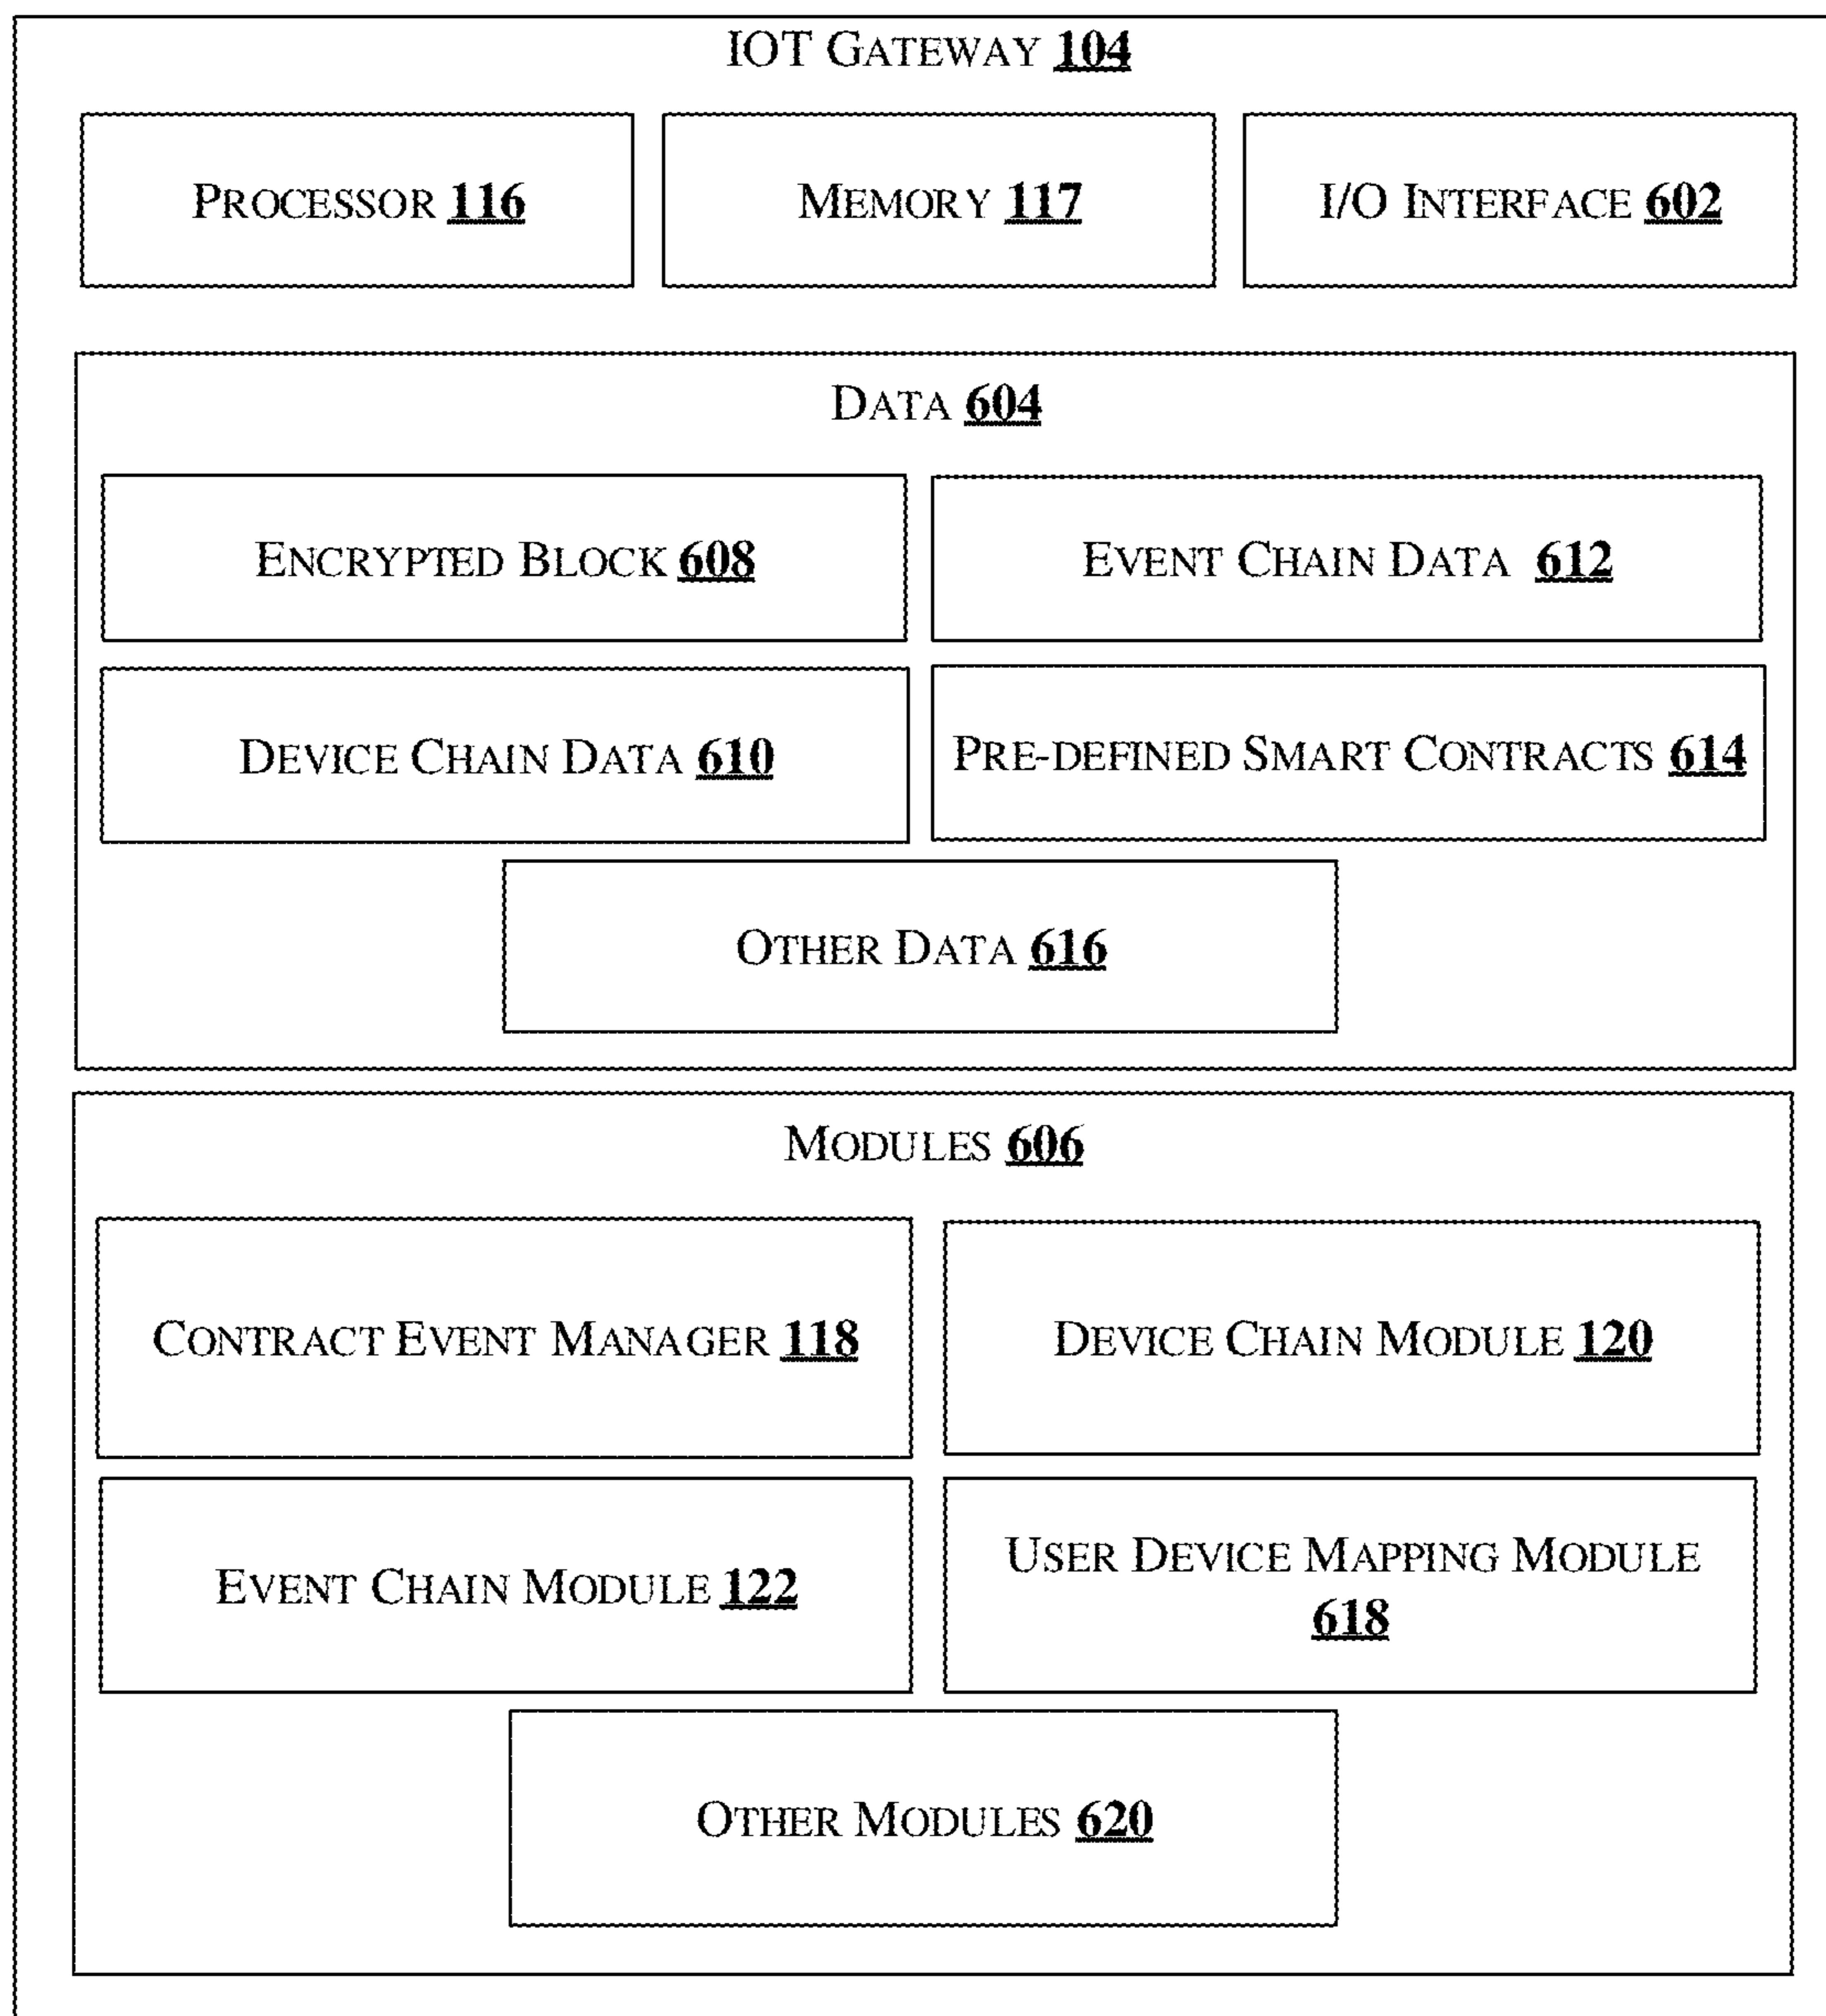 IOT GATEWAY 104
PROCESSOR 116
MEMORY 117
I/O INTERFACE 602
DATA 604
ENCRYPTED BLOCK 608
EVENT CHAIN DATA 612
DEVICE CHAIN DATA 610
PRE-DEFINED SMART CONTRACTS 614
OTHER DATA 616
MODULES 606
CONTRACT EVENT MANAGER 118
DEVICE CHAIN MODULE 120
EVENT CHAIN MODULE 122
USER DEVICE MAPPING MODULE
618
OTHER MODULES 620